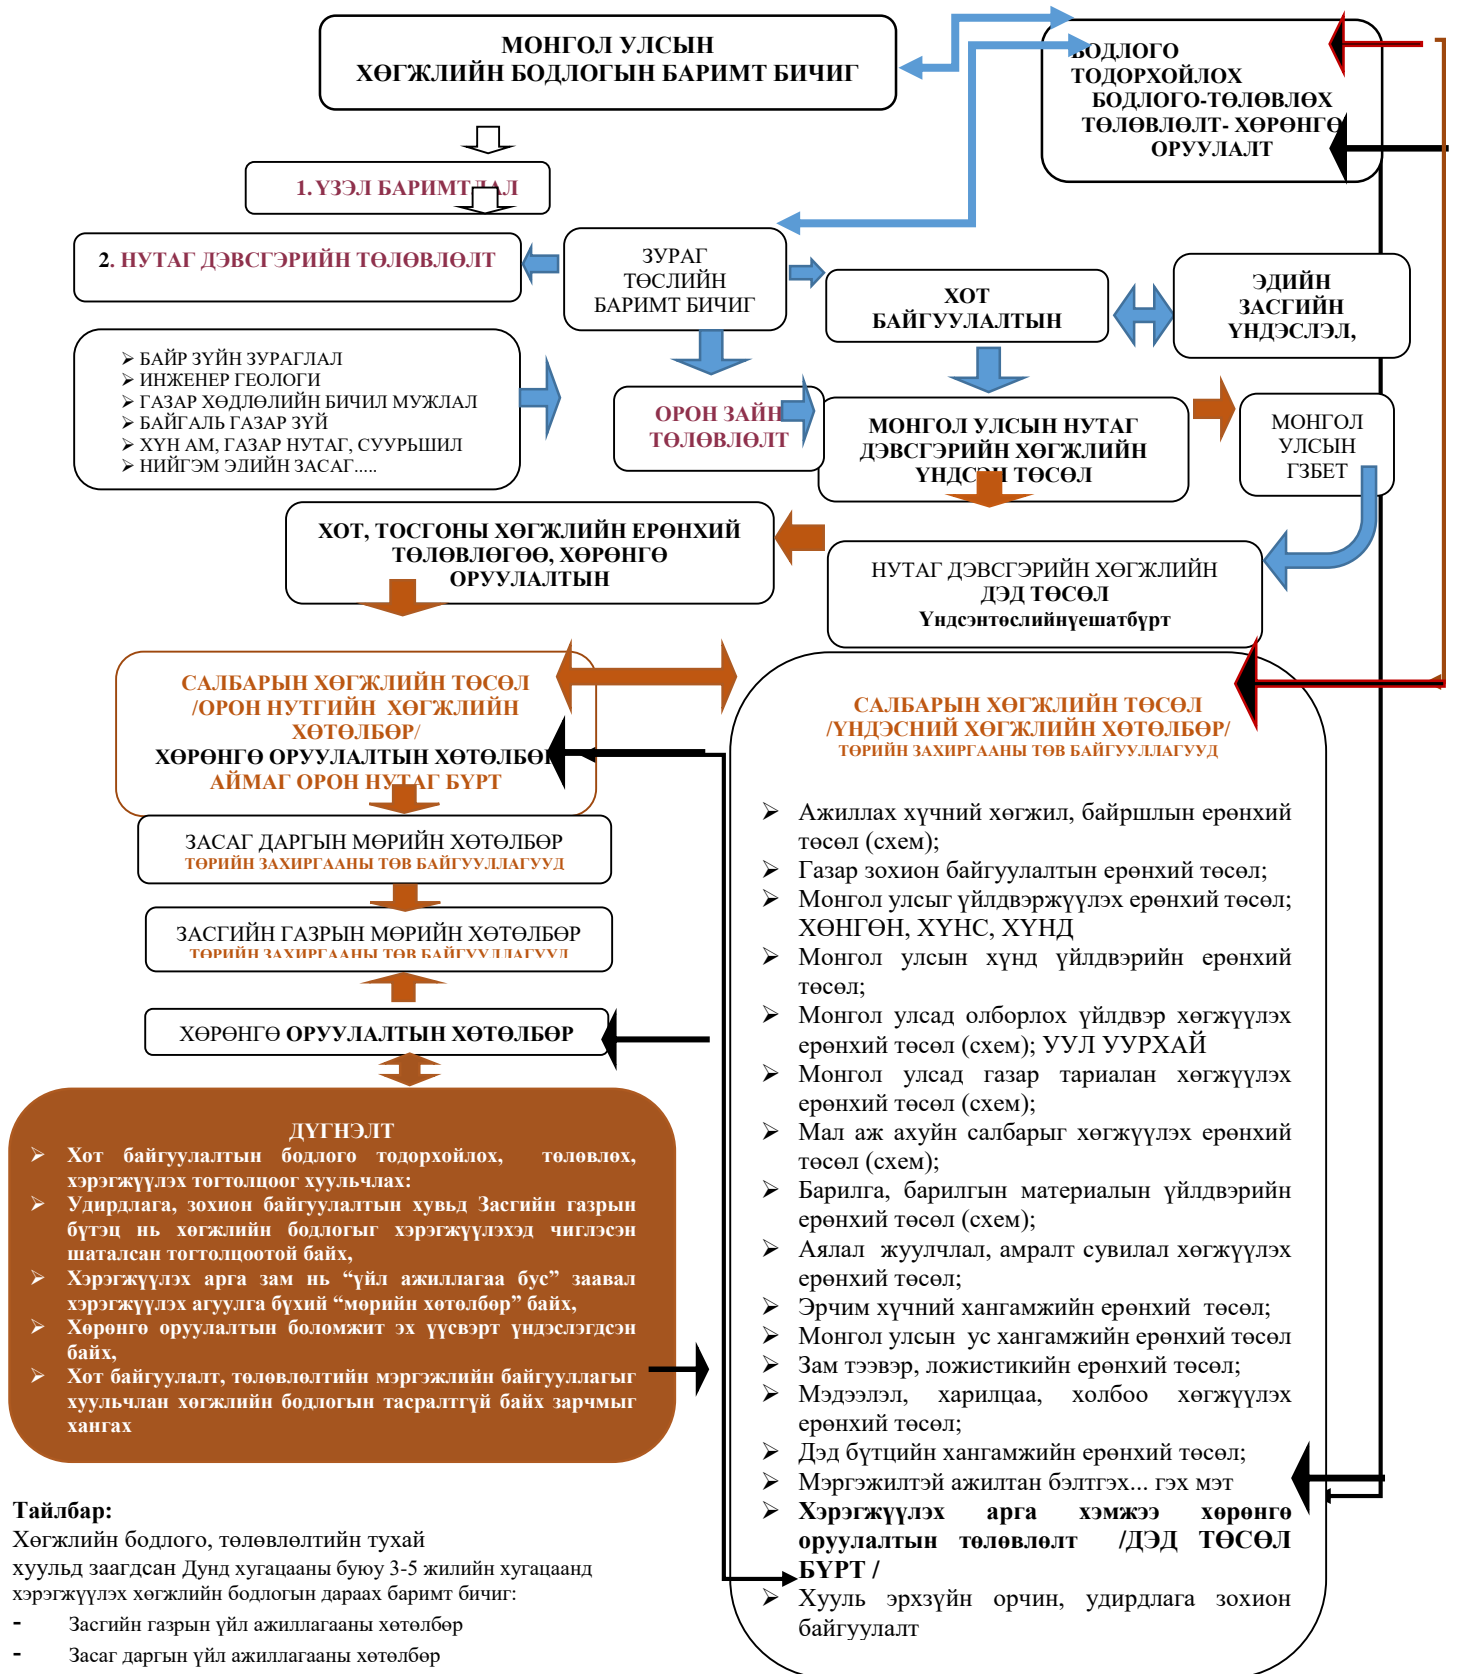 МОНГОЛ УЛСЫН
ХӨГЖЛИЙН БОДЛОГЫН БАРИМТ БИЧИГ
БОДЛОГО
ТОДОРХОЙЛОХ
БОДЛОГО-ТӨЛӨВЛӨХ
ТӨЛӨВЛӨЛТ- ХӨРӨНГӨ
ОРУУЛАЛТ
1. ҮЗЭЛ БАРИМТЛАЛ
2. НУТАГ ДЭВСГЭРИЙН ТӨЛӨВЛӨЛТ
ЗУРАГ
ТӨСЛИЙН
БАРИМТ БИЧИГ
ХОТ
БАЙГУУЛАЛТЫН
ЭДИЙН
ЗАСГИЙН
ҮНДЭСЛЭЛ,
➢ БАЙР ЗҮЙН ЗУРАГЛАЛ
➢ ИНЖЕНЕР ГЕОЛОГИ
➢ ГАЗАР ХӨДЛӨЛИЙН БИЧИЛ МУЖЛАЛ
➢ БАЙГАЛЬ ГАЗАР ЗҮЙ
➢ ХҮН АМ, ГАЗАР НУТАГ, СУУРЬШИЛ
➢ НИЙГЭМ ЭДИЙН ЗАСАГ.....
ОРОН ЗАЙН
ТӨЛӨВЛӨЛТ
МОНГОЛ УЛСЫН НУТАГ
ДЭВСГЭРИЙН ХӨГЖЛИЙН
ҮНДСЭН ТӨСӨЛ
МОНГОЛ
УЛСЫН
ГЗБЕТ
ХОТ, ТОСГОНЫ ХӨГЖЛИЙН ЕРӨНХИЙ
ТӨЛӨВЛӨГӨӨ, ХӨРӨНГӨ
ОРУУЛАЛТЫН
НУТАГ ДЭВСГЭРИЙН ХӨГЖЛИЙН
ДЭД ТӨСӨЛ
Үндсэнтөслийнүешатбүрт
САЛБАРЫН ХӨГЖЛИЙН ТӨСӨЛ
/ОРОН НУТГИЙН ХӨГЖЛИЙН
ХӨТӨЛБӨР/
ХӨРӨНГӨ ОРУУЛАЛТЫН ХӨТӨЛБӨР
АЙМАГ ОРОН НУТАГ БҮРТ
ЗАСАГ ДАРГЫН МӨРИЙН ХӨТӨЛБӨР
ТӨРИЙН ЗАХИРГААНЫ ТӨВ БАЙГУУЛЛАГУУД
ЗАСГИЙН ГАЗРЫН МӨРИЙН ХӨТӨЛБӨР
ТӨРИЙН ЗАХИРГААНЫ ТӨВ БАЙГУУЛЛАГУУД
ХӨРӨНГӨ ОРУУЛАЛТЫН ХӨТӨЛБӨР
ДҮГНЭЛТ
➢ Хот байгуулалтын бодлого тодорхойлох, төлөвлөх,
хэрэгжүүлэх тогтолцоог хуульчлах:
➢ Удирдлага, зохион байгуулалтын хувьд Засгийн газрын
бүтэц нь хөгжлийн бодлогыг хэрэгжүүлэхэд чиглэсэн
шаталсан тогтолцоотой байх,
➢ Хэрэгжүүлэх арга зам нь “үйл ажиллагаа бус” заавал
хэрэгжүүлэх агуулга бүхий “мөрийн хөтөлбөр” байх,
➢ Хөрөнгө оруулалтын боломжит эх үүсвэрт үндэслэгдсэн
байх,
➢ Хот байгуулалт, төлөвлөлтийн мэргэжлийн байгууллагыг
хуульчлан хөгжлийн бодлогын тасралтгүй байх зарчмыг
хангах
САЛБАРЫН ХӨГЖЛИЙН ТӨСӨЛ
/ҮНДЭСНИЙ ХӨГЖЛИЙН ХӨТӨЛБӨР/
ТӨРИЙН ЗАХИРГААНЫ ТӨВ БАЙГУУЛЛАГУУД
➢ Ажиллах хүчний хөгжил, байршлын ерөнхий
төсөл (схем);
➢ Газар зохион байгуулалтын ерөнхий төсөл;
➢ Монгол улсыг үйлдвэржүүлэх ерөнхий төсөл;
ХӨНГӨН, ХҮНС, ХҮНД
➢ Монгол улсын хүнд үйлдвэрийн ерөнхий
төсөл;
➢ Монгол улсад олборлох үйлдвэр хөгжүүлэх
ерөнхий төсөл (схем); УУЛ УУРХАЙ
➢ Монгол улсад газар тариалан хөгжүүлэх
ерөнхий төсөл (схем);
➢ Мал аж ахуйн салбарыг хөгжүүлэх ерөнхий
төсөл (схем);
➢ Барилга, барилгын материалын үйлдвэрийн
ерөнхий төсөл (схем);
➢ Аялал жуулчлал, амралт сувилал хөгжүүлэх
ерөнхий төсөл;
➢ Эрчим хүчний хангамжийн ерөнхий төсөл;
➢ Монгол улсын ус хангамжийн ерөнхий төсөл
➢ Зам тээвэр, ложистикийн ерөнхий төсөл;
➢ Мэдээлэл, харилцаа, холбоо хөгжүүлэх
ерөнхий төсөл;
➢ Дэд бүтцийн хангамжийн ерөнхий төсөл;
➢ Мэргэжилтэй ажилтан бэлтгэх... гэх мэт
➢ Хэрэгжүүлэх арга хэмжээ хөрөнгө
оруулалтын төлөвлөлт /ДЭД ТӨСӨЛ
БҮРТ /
➢ Хууль эрхзүйн орчин, удирдлага зохион
байгуулалт
Тайлбар:
Хөгжлийн бодлого, төлөвлөлтийн тухай
хуульд заагдсан Дунд хугацааны буюу 3-5 жилийн хугацаанд
хэрэгжүүлэх хөгжлийн бодлогын дараах баримт бичиг:
- Засгийн газрын үйл ажиллагааны хөтөлбөр
- Засаг даргын үйл ажиллагааны хөтөлбөр